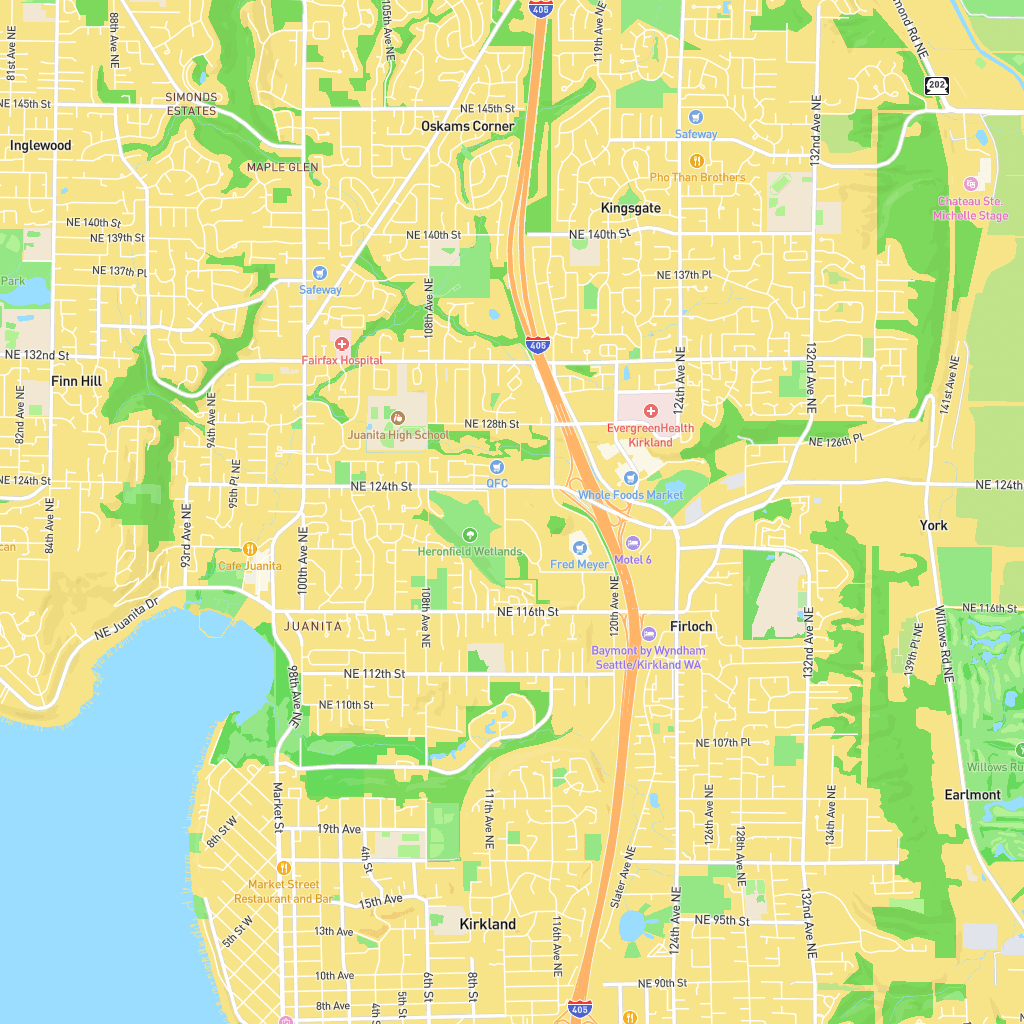 405
81st Ave NE
88th Ave NE
105th Ave NE
119th Ave NE
SIMONDS
ESTATES
NE 145th St
NE 145th St
202
Oskams Corner
Safeway
132nd Ave NE
Inglewood
MAPLE GLEN
Pho Than Brothers
Chateau Ste.
Michelle Stage
Kingsgate
NE 140th St
NE 139th St
NE 140th St
NE 140th St
NE 137th Pl
NE 137th Pl
Park
Safeway
108th Ave NE
405
NE 132nd St
Fairfax Hospital
124th Ave NE
132nd Ave NE
141st Ave NE
Finn Hill
82nd Ave NE
94th Ave NE
Juanita High School
NE 128th St
EvergreenHealth
Kirkland
NE 126th Pl
95th Pl NE
NE 124th St
NE 124th St
QFC
Whole Foods Market
NE 124th
84th Ave NE
93rd Ave NE
100th Ave NE
York
Heronfield Wetlands
Motel 6
Fred Meyer
can
Cafe Juanita
NE Juanita Dr
108th Ave NE
120th Ave NE
NE 116th St
NE 116th St
JUANITA
Firloch
Baymont by Wyndham
Seattle/Kirkland WA
132nd Ave NE
139th Pl NE
Willows Rd NE
98th Ave NE
NE 112th St
NE 110th St
NE 107th Pl
Willows Ru
Earlmont
Market St
111th Ave NE
126th Ave NE
128th Ave NE
134th Ave NE
8th St W
19th Ave
4th St
Slater Ave NE
Market Street
Restaurant and Bar
15th Ave
124th Ave NE
132nd Ave NE
5th St W
13th Ave
Kirkland
116th Ave NE
NE 95th St
10th Ave
6th St
8th St
NE 90th St
8th Ave
4th St
5th St
405